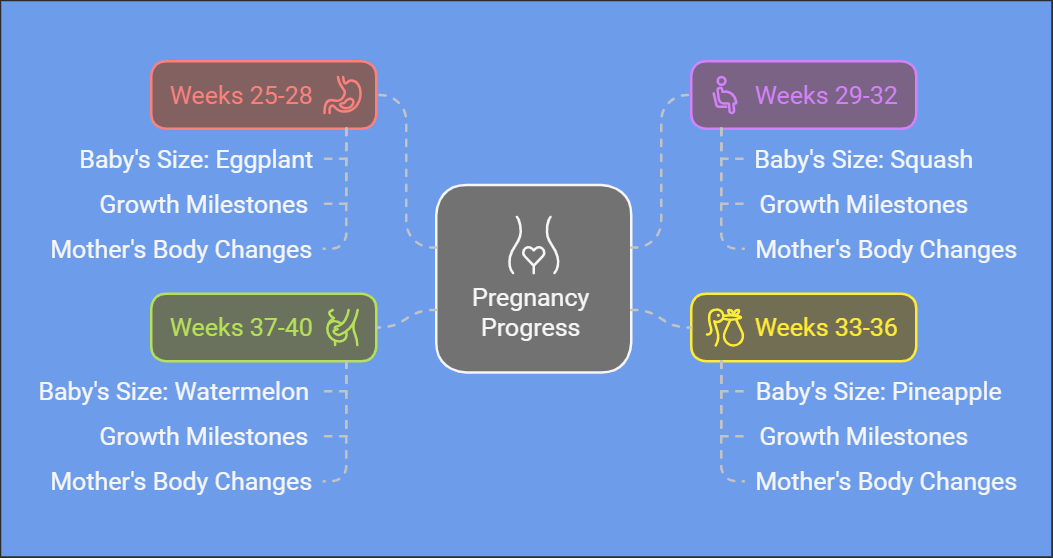 Weeks 25-28
Baby's Size: Eggplant
Growth Milestones
Mother's Body Changes
Weeks 29-32
Baby's Size: Squash
Growth Milestones
Mother's Body Changes
Pregnancy
Progress
Weeks 37-40
Baby's Size: Watermelon
Growth Milestones
Mother's Body Changes
Weeks 33-36
Baby's Size: Pineapple
Growth Milestones
Mother's Body Changes